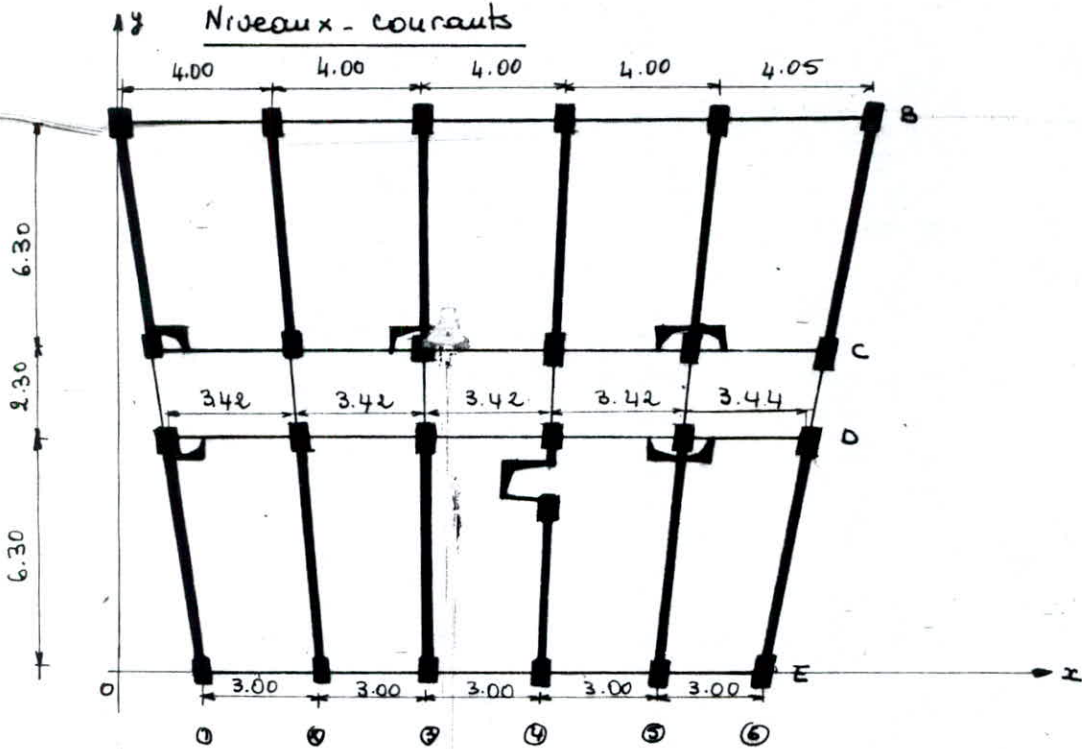 y
Niveaux - courants
4.00 4.00 4.00 4.00 4.05
B
6.30
C
2.30
3.42 3.42 3.42 3.42 3.44
D
6.30
E
0 x
3.00 3.00 3.00 3.00 3.00
1 2 3 4 5 6